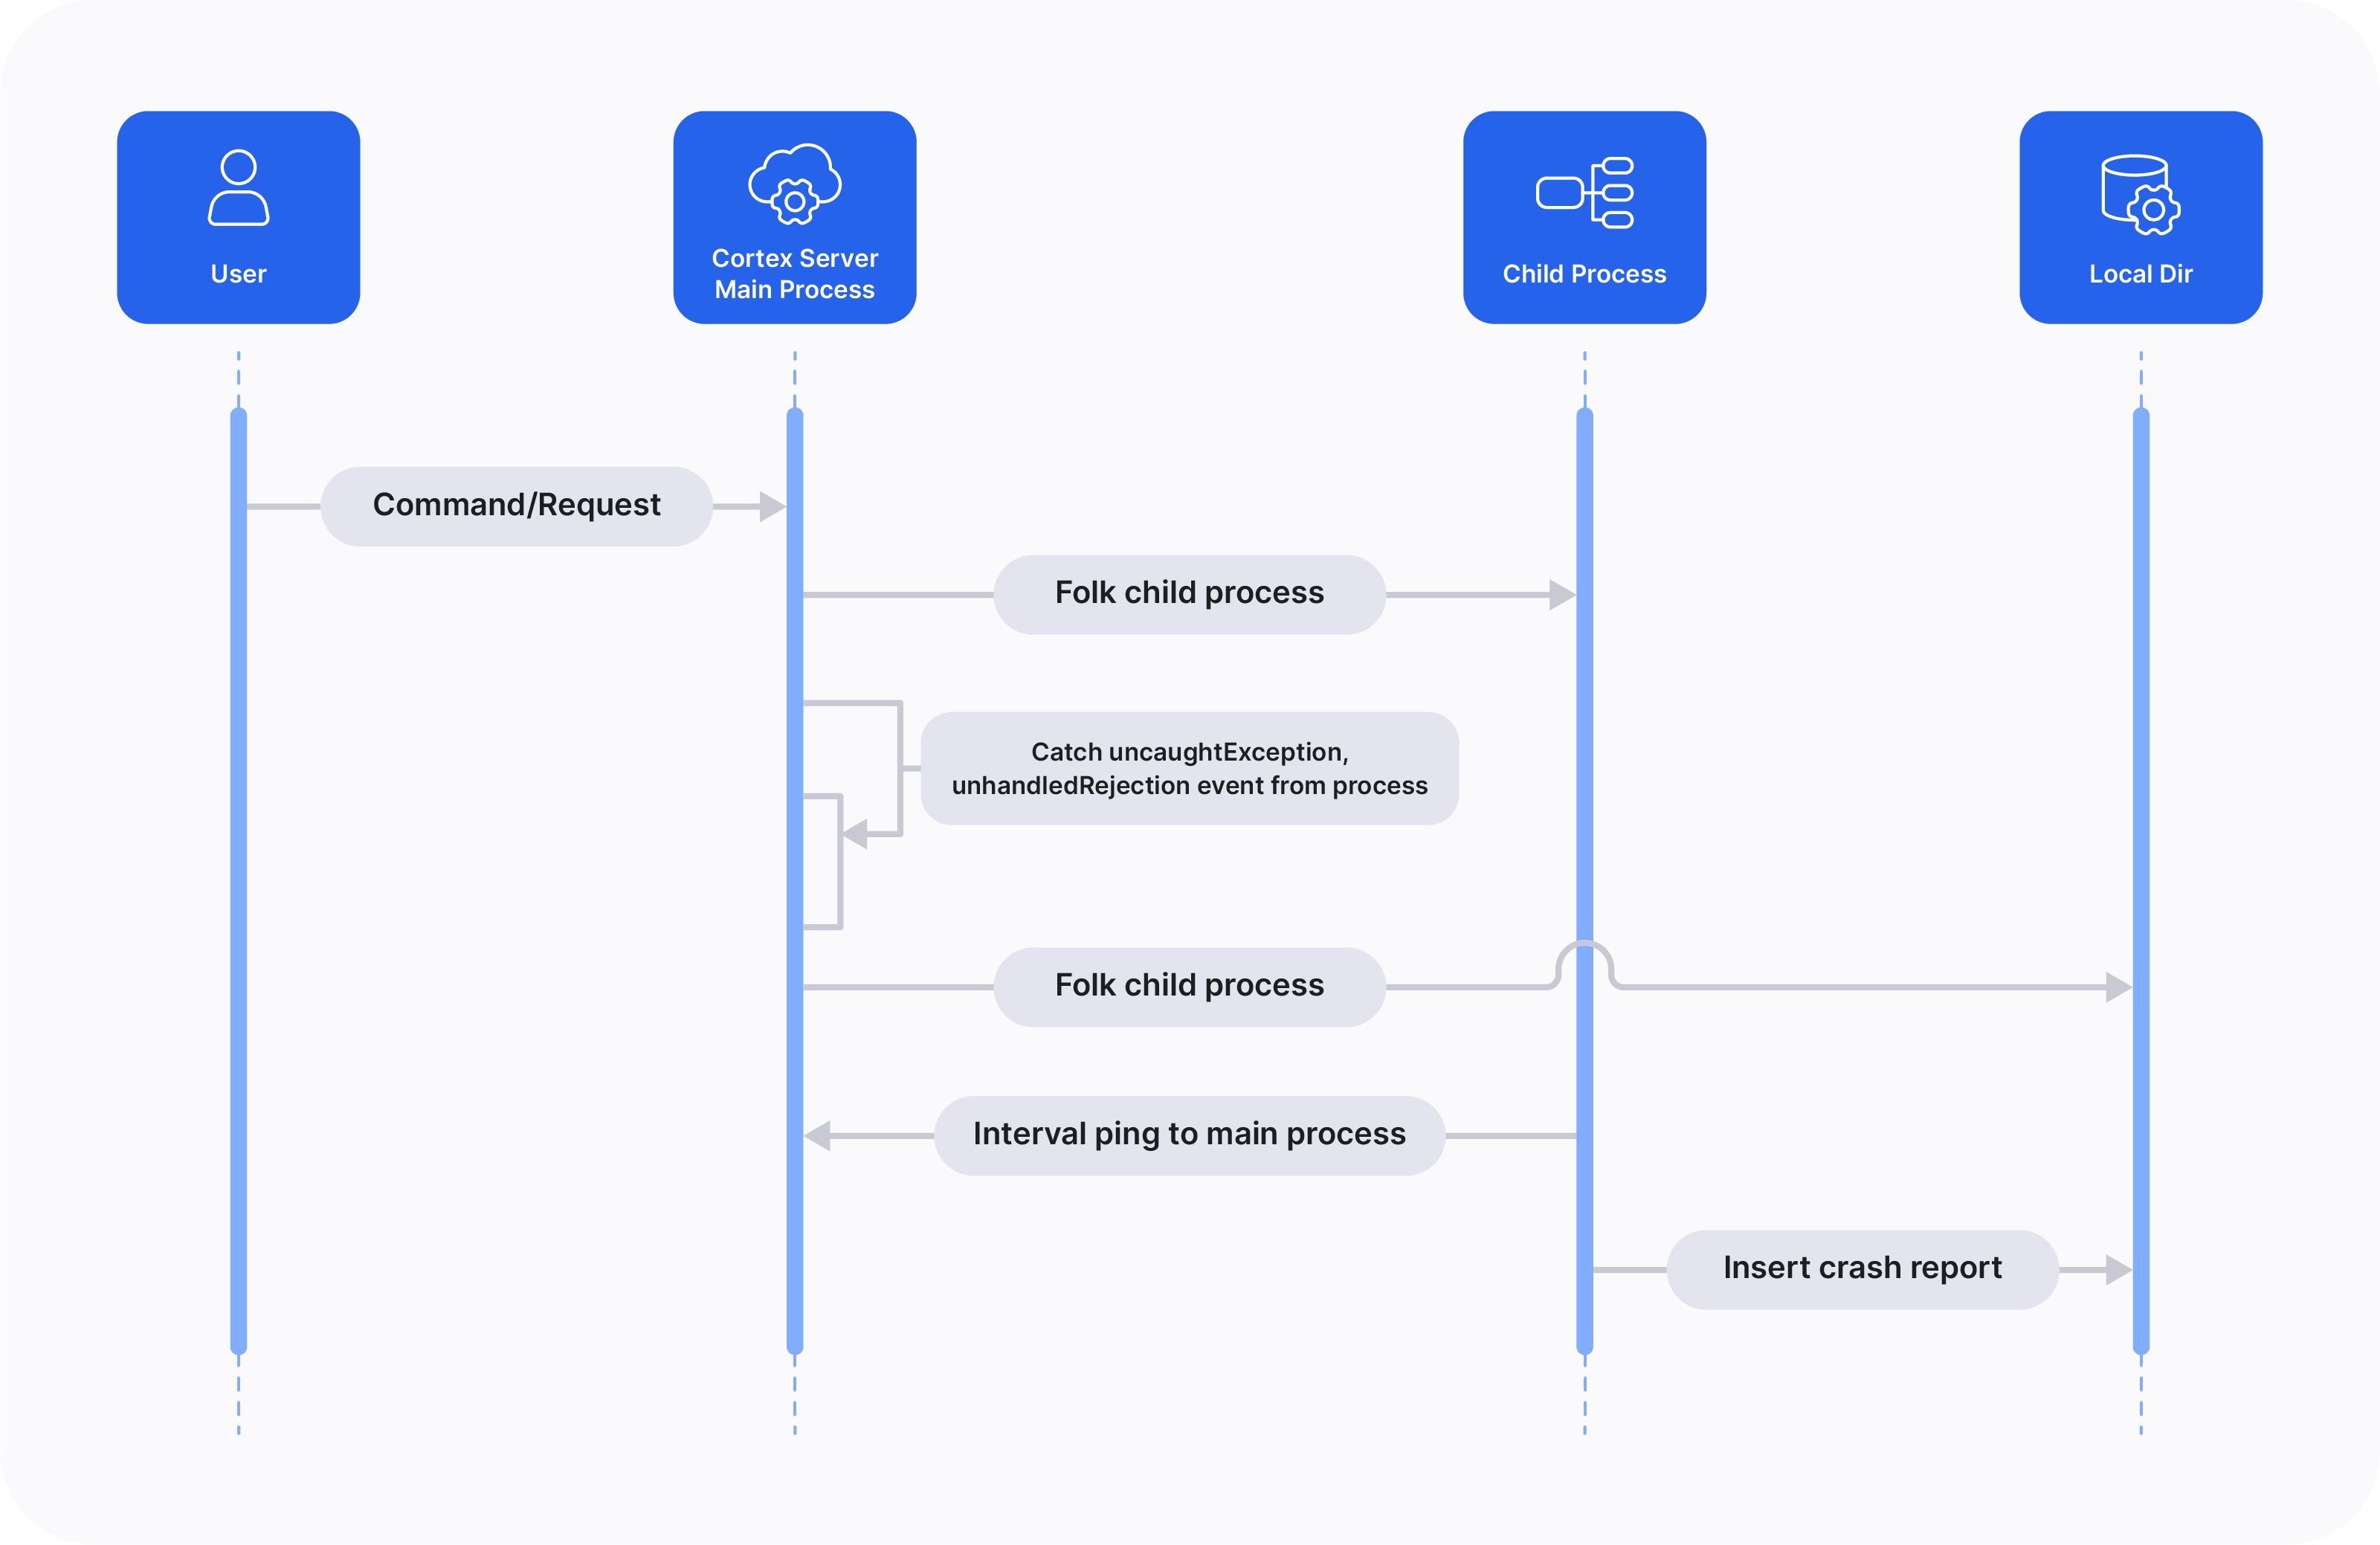 User
Cortex Server
Main Process
Child Process
Local Dir
Command/Request
Folk child process
Catch uncaughtException,
unhandledRejection event from process
Folk child process
Interval ping to main process
Insert crash report